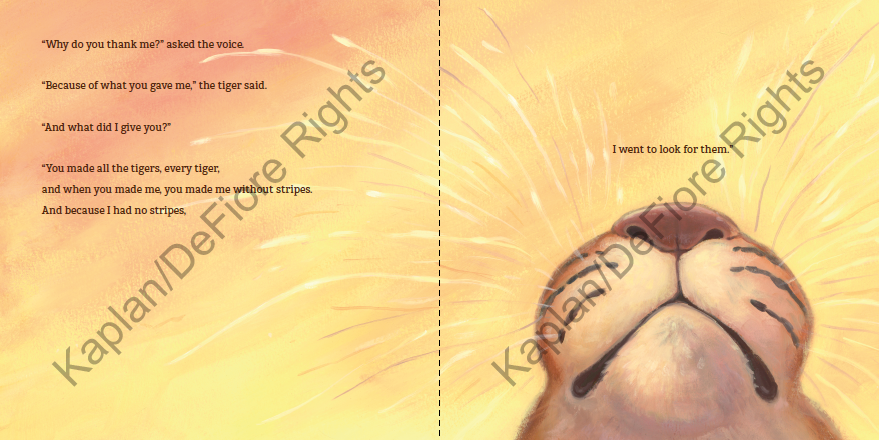 “Why do you thank me?” asked the voice.
“Because of what you gave me,” the tiger said.
“And what did I give you?”
“You made all the tigers, every tiger,
and when you made me, you made me without stripes.
And because I had no stripes,
I went to look for them.”
Kaplan/DeFiore Rights
Kaplan/DeFiore Rights